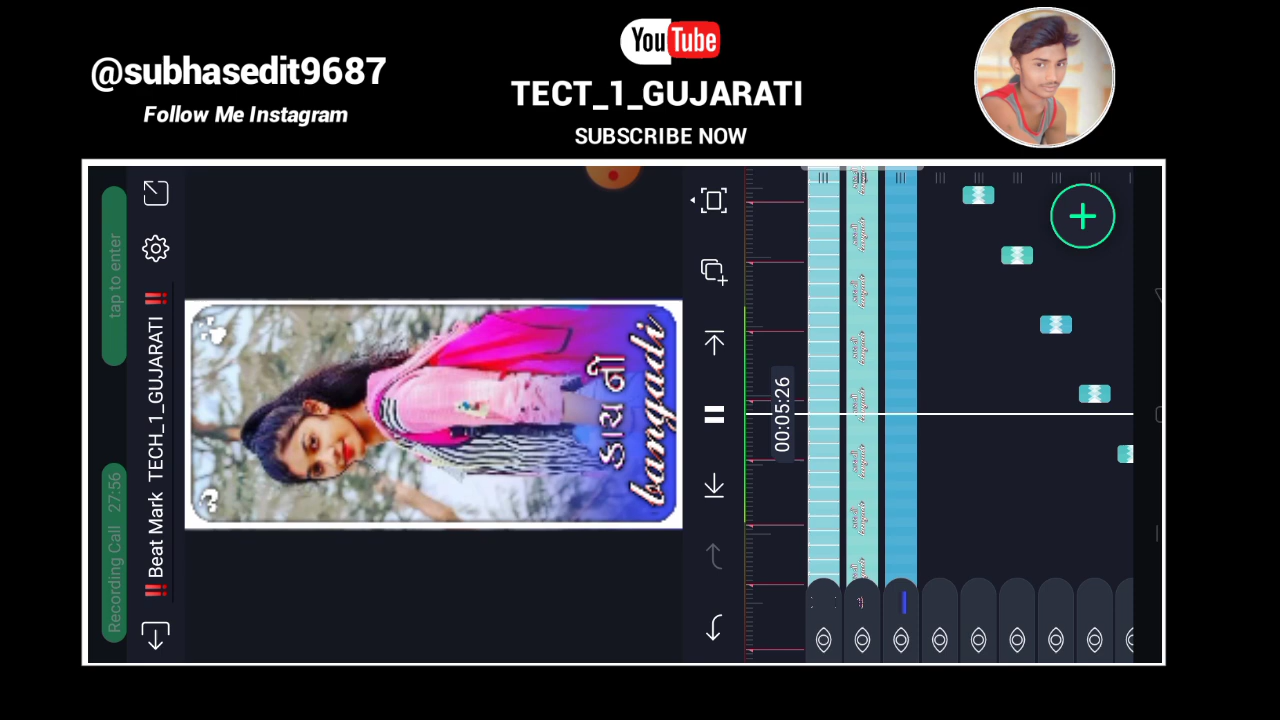 @subhasedit9687
Follow Me Instagram
YouTube
TECT_1_GUJARATI
SUBSCRIBE NOW
tap to enter
Recording Call 27:56
Beat Mark TECH_1_GUJARATI
કાચ ની
bangadi
00:05:26